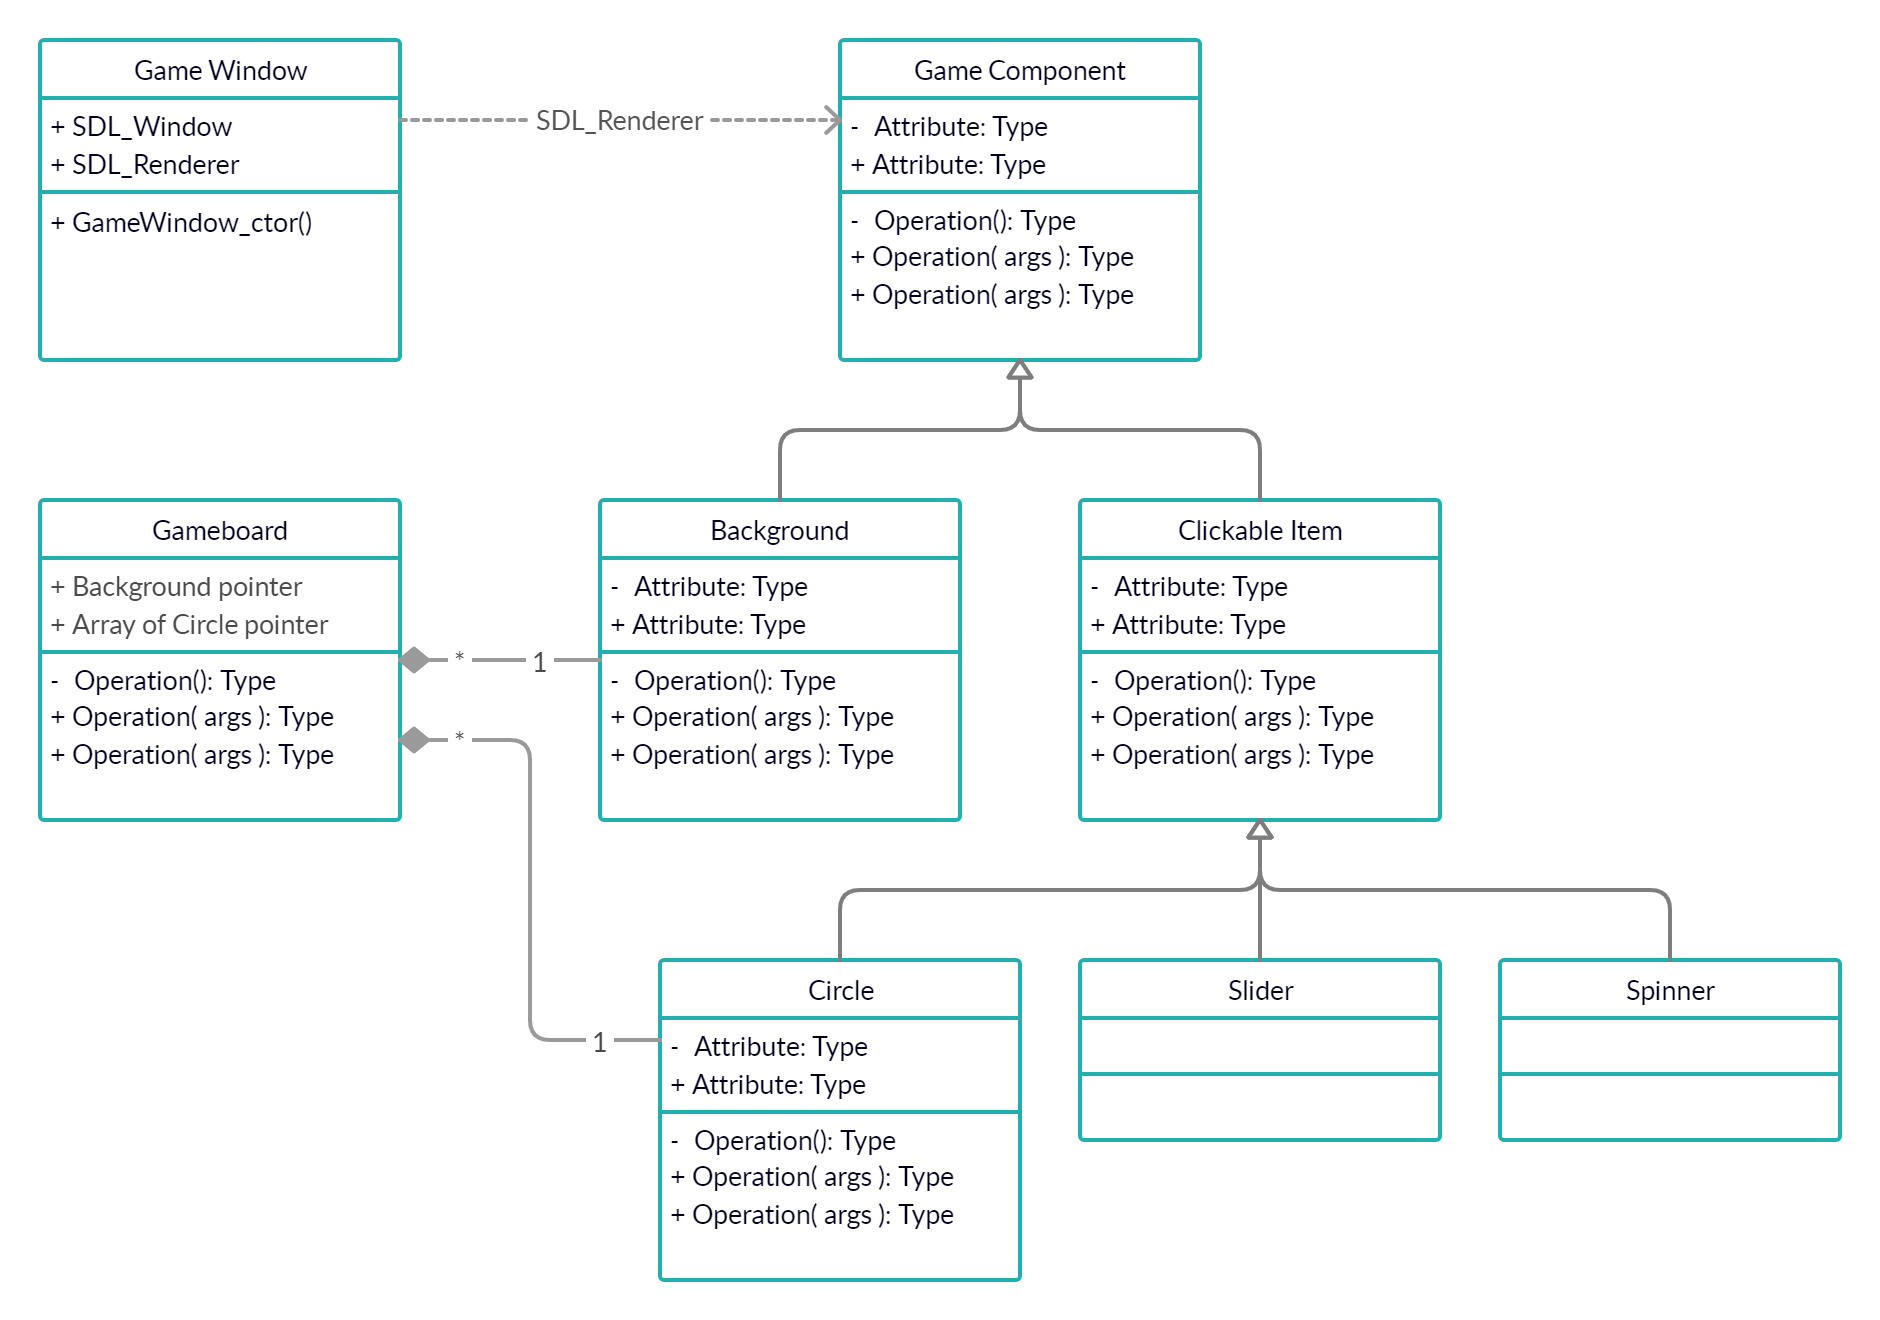 Game Window
+ SDL_Window
+ SDL_Renderer
+ GameWindow_ctor()
SDL_Renderer
Game Component
- Attribute: Type
+ Attribute: Type
- Operation(): Type
+ Operation( args ): Type
+ Operation( args ): Type
Gameboard
+ Background pointer
+ Array of Circle pointer
- Operation(): Type
+ Operation( args ): Type
+ Operation( args ): Type
* 1
* 1
Background
- Attribute: Type
+ Attribute: Type
- Operation(): Type
+ Operation( args ): Type
+ Operation( args ): Type
Clickable Item
- Attribute: Type
+ Attribute: Type
- Operation(): Type
+ Operation( args ): Type
+ Operation( args ): Type
Circle
- Attribute: Type
+ Attribute: Type
- Operation(): Type
+ Operation( args ): Type
+ Operation( args ): Type
Slider
Spinner